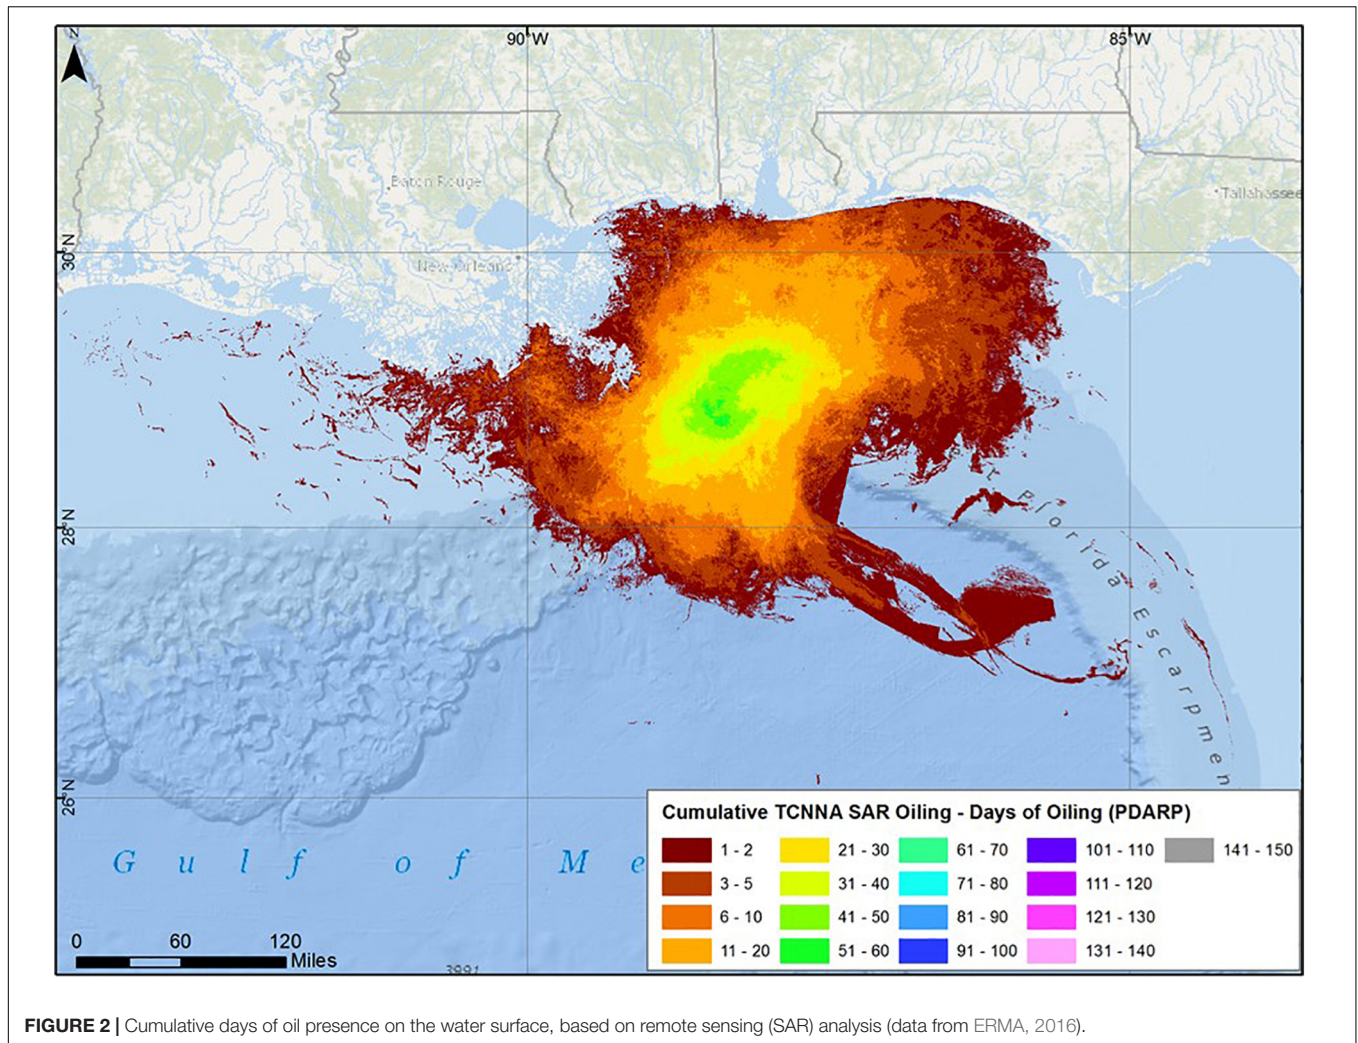 N
90°W
85°W
Baton Rouge
Tallahassee
30°N
New Orleans
28°N
Florida Escarpmen
26°N
Gulf of Me
Cumulative TCNNA SAR Oiling - Days of Oiling (PDARP)
1 - 2
21 - 30
61 - 70
101 - 110
141 - 150
3 - 5
31 - 40
71 - 80
111 - 120
6 - 10
41 - 50
81 - 90
121 - 130
11 - 20
51 - 60
91 - 100
131 - 140
0 60 120
Miles
FIGURE 2 | Cumulative days of oil presence on the water surface, based on remote sensing (SAR) analysis (data from ERMA, 2016).